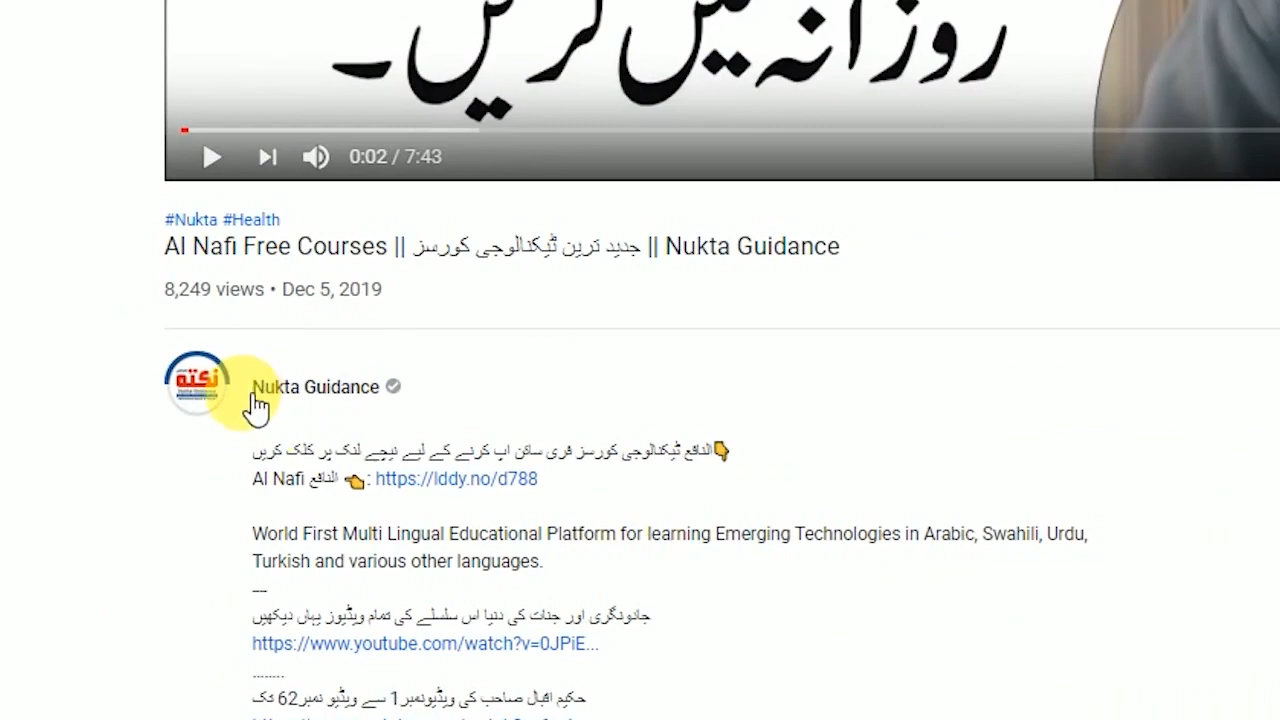 روزانہ نہیں کریں۔
0:02 / 7:43
#Nukta #Health
Al Nafi Free Courses || جدید ترین ٹیکنالوجی کورسز || Nukta Guidance
8,249 views • Dec 5, 2019
نکتہ
Nukta Guidance
النافع ٹیکنالوجی کورسز فری سائن اپ کرنے کے لیے نیچے لنک پر کلک کریں👇
Al Nafi النافع 👈: https://lddy.no/d788
World First Multi Lingual Educational Platform for learning Emerging Technologies in Arabic, Swahili, Urdu,
Turkish and various other languages.
---
جادونگری اور جنات کی دنیا اس سلسلے کی تمام ویڈیوز یہاں دیکھیں
https://www.youtube.com/watch?v=0JPiE...
........
حکیم اقبال صاحب کی ویڈیونمبر1 سے ویڈیو نمبر62 تک